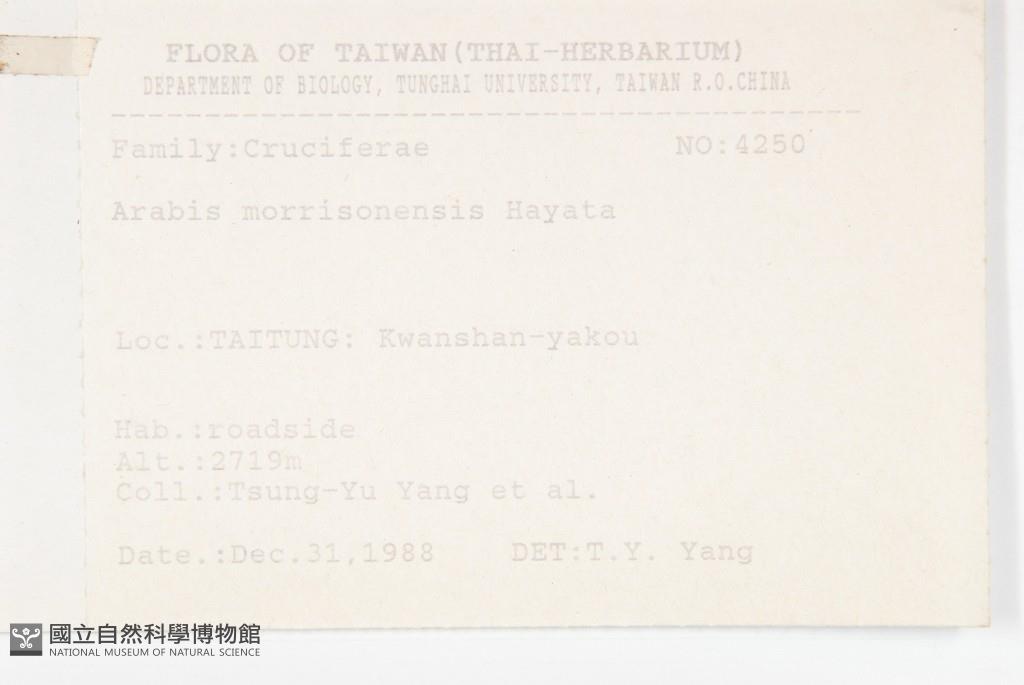 FLORA OF TAIWAN(THAI-HERBARIUM)
DEPARTMENT OF BIOLOGY, TUNGHAI UNIVERSITY, TAIWAN R.O.CHINA
Family:Cruciferae NO:4250
Arabis morrisonensis Hayata
Loc.:TAITUNG: Kwanshan-yakou
Hab.:roadside
Alt.:2719m
Coll.:Tsung-Yu Yang et al.
Date.:Dec.31,1988 DET:T.Y. Yang
國立自然科學博物館
NATIONAL MUSEUM OF NATURAL SCIENCE